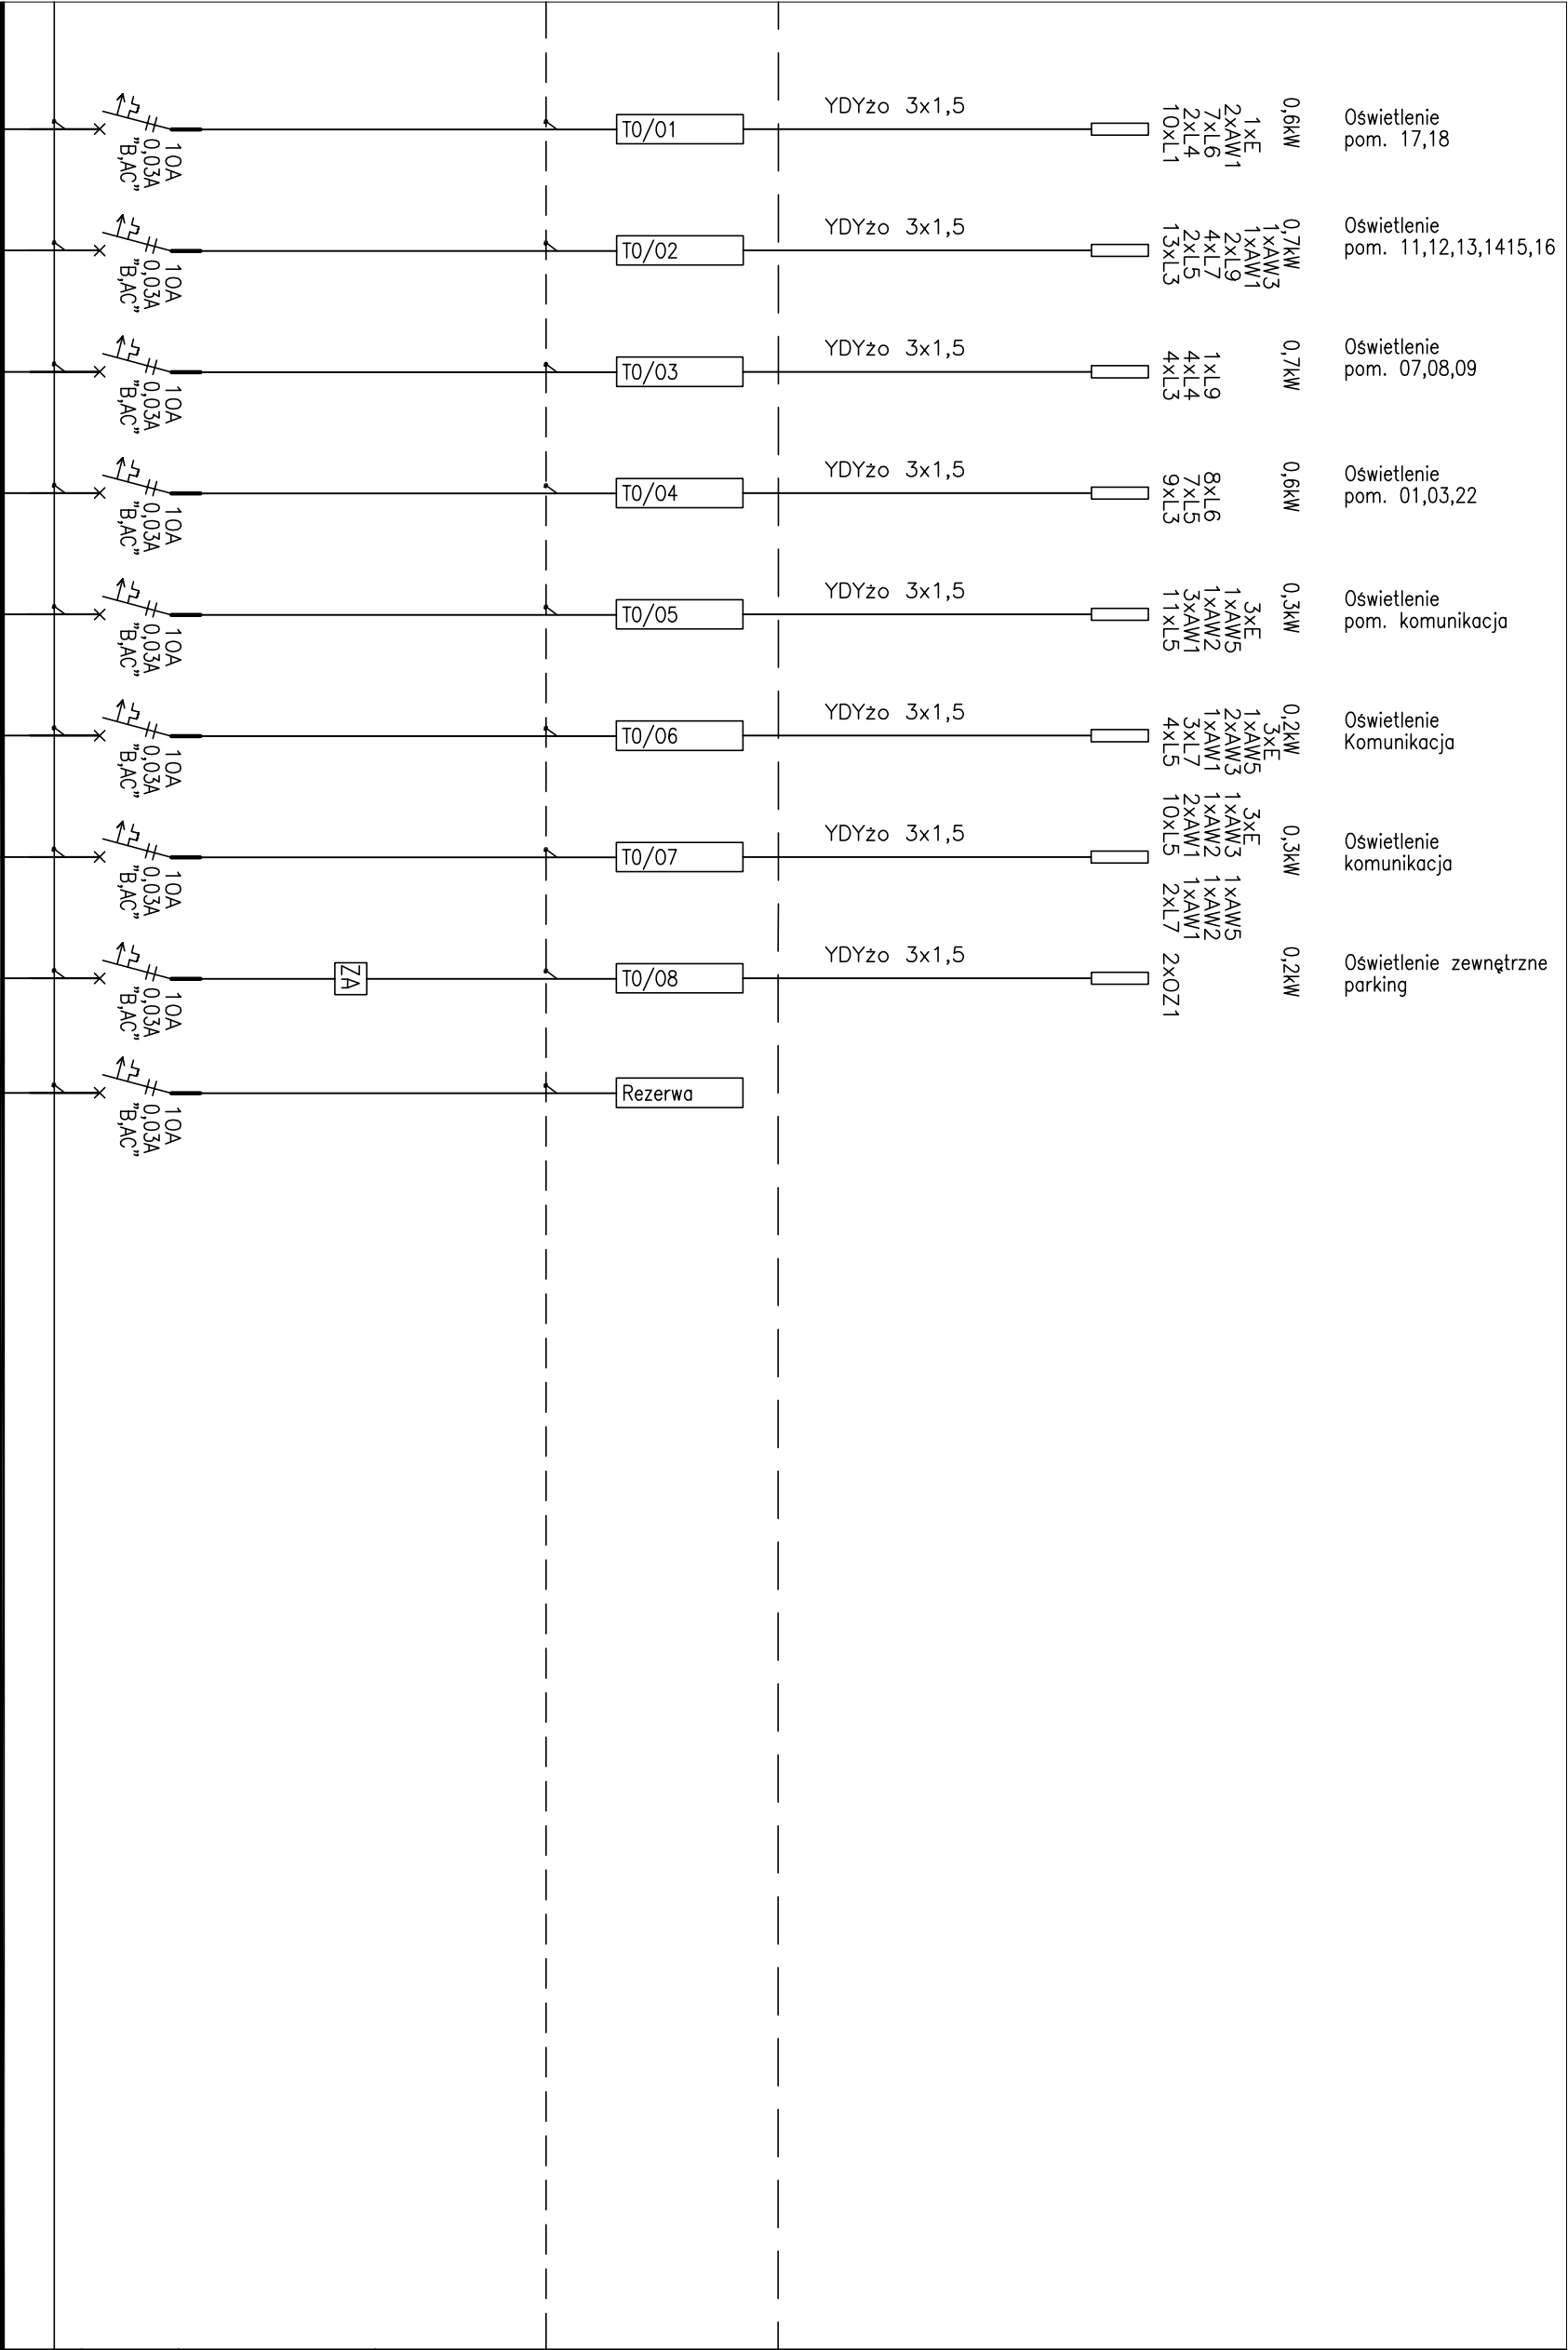 10A
0,03A
"B,AC"
T0/01
YDYżo 3x1,5
1xE
2xAW1
7xL6
2xL4
10xL1
0,6kW
Oświetlenie
pom. 17,18
10A
0,03A
"B,AC"
T0/02
YDYżo 3x1,5
1xAW3
1xAW1
2xL9
4xL7
2xL5
13xL3
0,7kW
Oświetlenie
pom. 11,12,13,1415,16
10A
0,03A
"B,AC"
T0/03
YDYżo 3x1,5
1xL9
4xL4
4xL3
0,7kW
Oświetlenie
pom. 07,08,09
10A
0,03A
"B,AC"
T0/04
YDYżo 3x1,5
8xL6
7xL5
9xL3
0,6kW
Oświetlenie
pom. 01,03,22
10A
0,03A
"B,AC"
T0/05
YDYżo 3x1,5
3xE
1xAW5
1xAW2
3xAW1
11xL5
0,3kW
Oświetlenie
pom. komunikacja
10A
0,03A
"B,AC"
T0/06
YDYżo 3x1,5
3xE
1xAW5
2xAW3
1xAW1
3xL7
4xL5
0,2kW
Oświetlenie
Komunikacja
10A
0,03A
"B,AC"
T0/07
YDYżo 3x1,5
3xE
1xAW3 1xAW5
1xAW2 1xAW2
2xAW1 1xAW1
10xL5 2xL7
0,3kW
Oświetlenie
komunikacja
10A
0,03A
"B,AC"
ZA
T0/08
YDYżo 3x1,5
2xOZ1
0,2kW
Oświetlenie zewnętrzne
parking
10A
0,03A
"B,AC"
Rezerwa